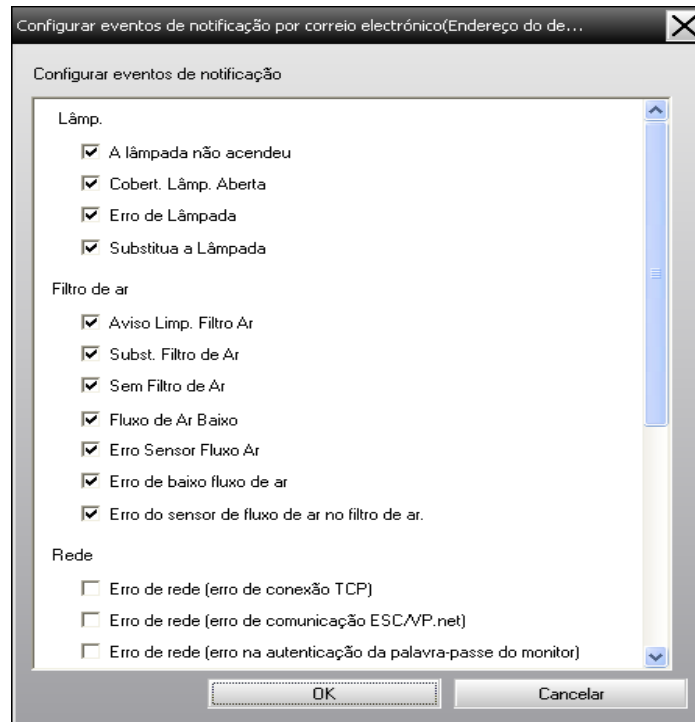 Configurar eventos de notificação por correio electrónico(Endereço do de...
Configurar eventos de notificação
Lâmp.
A lâmpada não acendeu
Cobert. Lâmp. Aberta
Erro de Lâmpada
Substitua a Lâmpada
Filtro de ar
Aviso Limp. Filtro Ar
Subst. Filtro de Ar
Sem Filtro de Ar
Fluxo de Ar Baixo
Erro Sensor Fluxo Ar
Erro de baixo fluxo de ar
Erro do sensor de fluxo de ar no filtro de ar.
Rede
Erro de rede (erro de conexão TCP)
Erro de rede (erro de comunicação ESC/VP.net)
Erro de rede (erro na autenticação da palavra-passe do monitor)
OK Cancelar